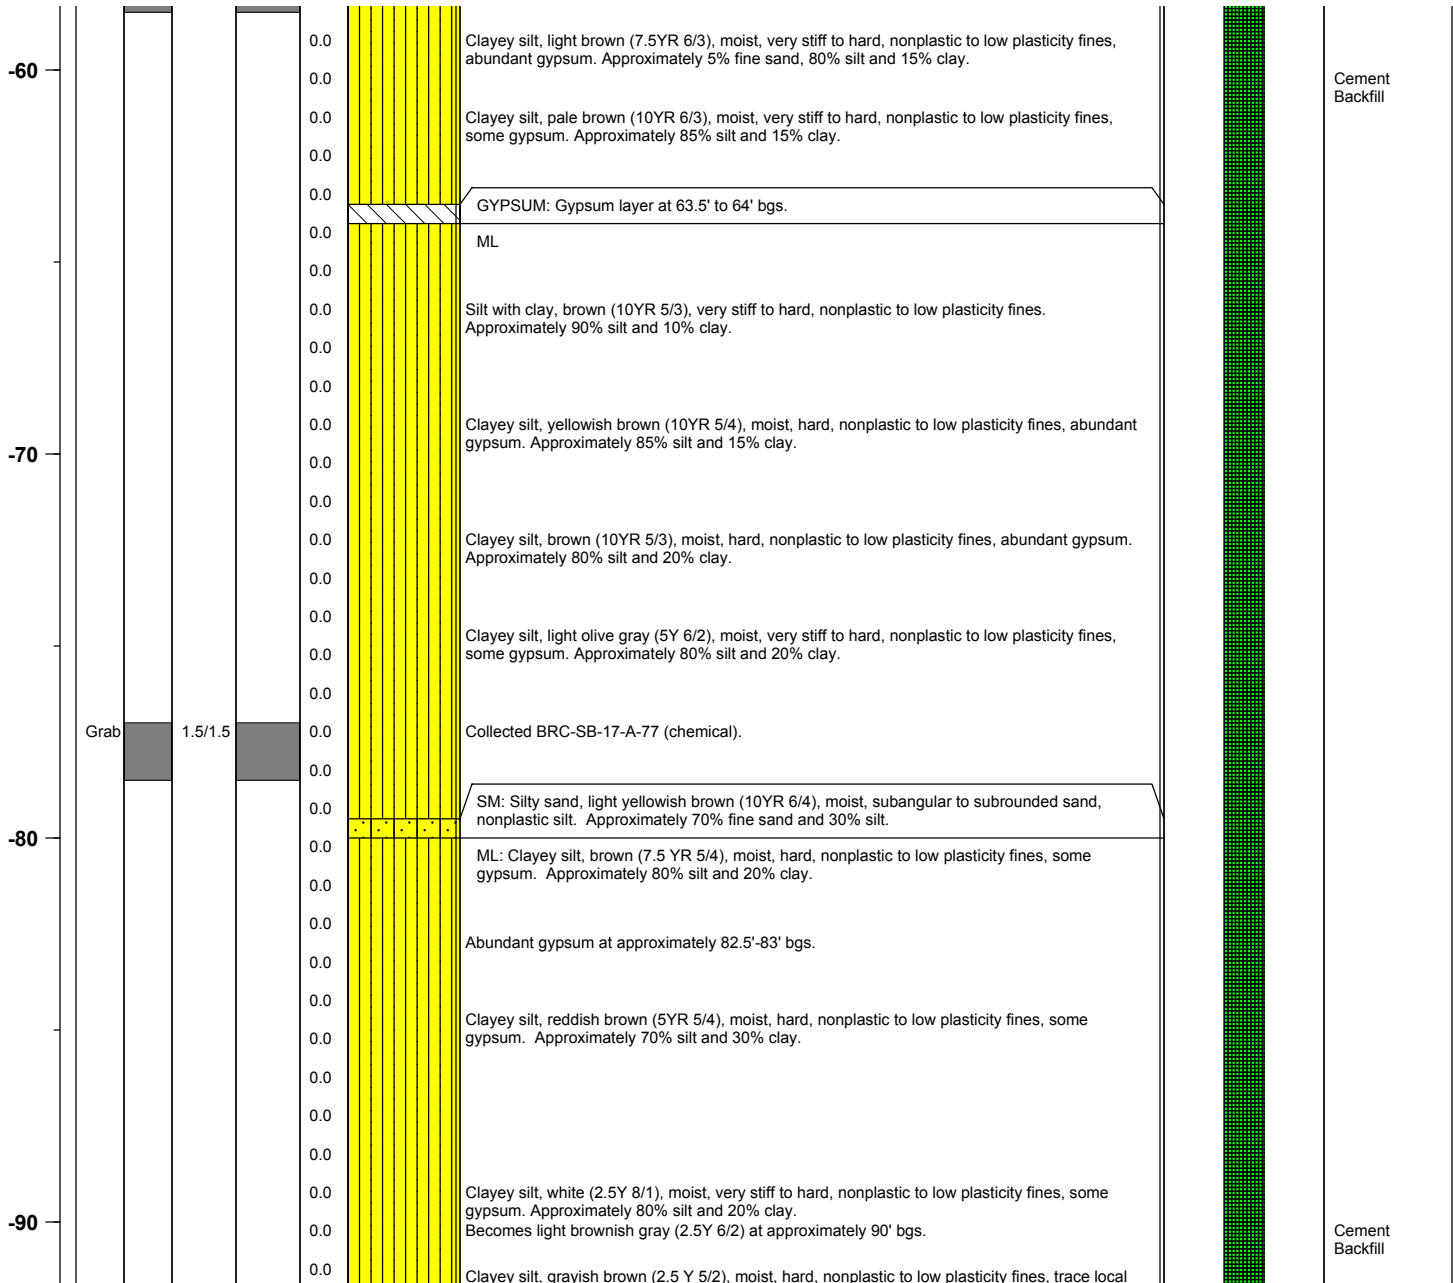 0.0
Clayey silt, light brown (7.5YR 6/3), moist, very stiff to hard, nonplastic to low plasticity fines,
abundant gypsum. Approximately 5% fine sand, 80% silt and 15% clay.
-60
0.0
Cement
Backfill
0.0
Clayey silt, pale brown (10YR 6/3), moist, very stiff to hard, nonplastic to low plasticity fines,
some gypsum. Approximately 85% silt and 15% clay.
0.0
0.0
GYPSUM: Gypsum layer at 63.5' to 64' bgs.
0.0
ML
0.0
0.0
Silt with clay, brown (10YR 5/3), very stiff to hard, nonplastic to low plasticity fines.
Approximately 90% silt and 10% clay.
0.0
0.0
0.0
Clayey silt, yellowish brown (10YR 5/4), moist, hard, nonplastic to low plasticity fines, abundant
gypsum. Approximately 85% silt and 15% clay.
-70
0.0
0.0
0.0
Clayey silt, brown (10YR 5/3), moist, hard, nonplastic to low plasticity fines, abundant gypsum.
Approximately 80% silt and 20% clay.
0.0
0.0
Clayey silt, light olive gray (5Y 6/2), moist, very stiff to hard, nonplastic to low plasticity fines,
some gypsum. Approximately 80% silt and 20% clay.
0.0
0.0
Grab 1.5/1.5 0.0 Collected BRC-SB-17-A-77 (chemical).
0.0
0.0
SM: Silty sand, light yellowish brown (10YR 6/4), moist, subangular to subrounded sand,
nonplastic silt. Approximately 70% fine sand and 30% silt.
-80
0.0
ML: Clayey silt, brown (7.5 YR 5/4), moist, hard, nonplastic to low plasticity fines, some
gypsum. Approximately 80% silt and 20% clay.
0.0
0.0
Abundant gypsum at approximately 82.5'-83' bgs.
0.0
0.0
Clayey silt, reddish brown (5YR 5/4), moist, hard, nonplastic to low plasticity fines, some
gypsum. Approximately 70% silt and 30% clay.
0.0
0.0
0.0
0.0
0.0
Clayey silt, white (2.5Y 8/1), moist, very stiff to hard, nonplastic to low plasticity fines, some
gypsum. Approximately 80% silt and 20% clay.
-90
0.0
Becomes light brownish gray (2.5Y 6/2) at approximately 90' bgs.
Cement
Backfill
0.0
Clayey silt, grayish brown (2.5 Y 5/2), moist, hard, nonplastic to low plasticity fines, trace local